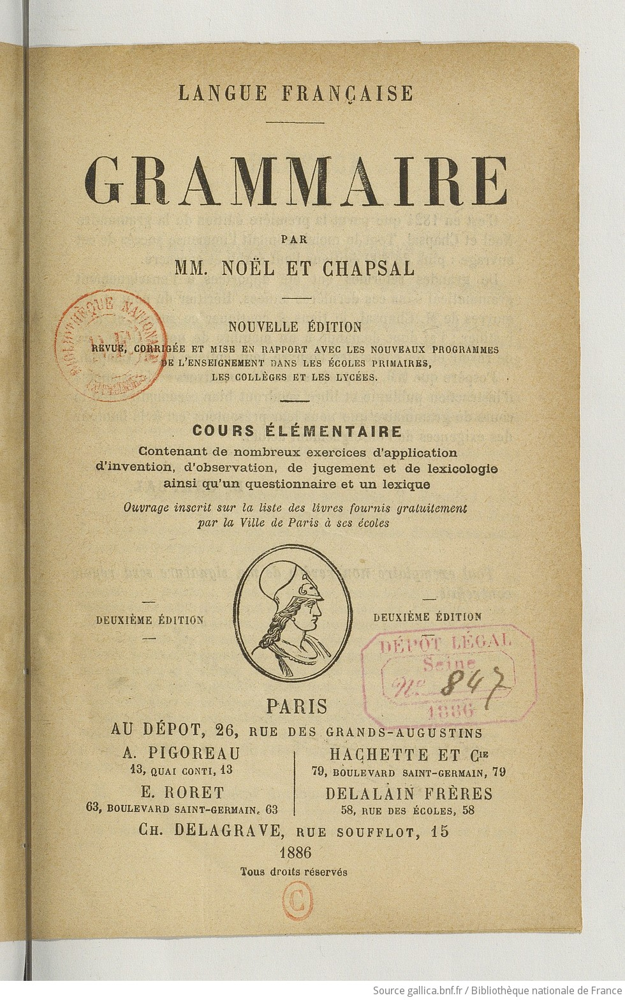 LANGUE FRANÇAISE
GRAMMAIRE
PAR
MM. NOËL ET CHAPSAL
NOUVELLE ÉDITION
REVUE, CORRIGÉE ET MISE EN RAPPORT AVEC LES NOUVEAUX PROGRAMMES
DE L'ENSEIGNEMENT DANS LES ÉCOLES PRIMAIRES,
LES COLLÈGES ET LES LYCÉES.
BIBLIOTHÈQUE NATIONALE
COURS ÉLÉMENTAIRE
Contenant de nombreux exercices d'application
d'invention, d'observation, de jugement et de lexicologie
ainsi qu'un questionnaire et un lexique
Ouvrage inscrit sur la liste des livres fournis gratuitement
par la Ville de Paris à ses écoles
DEUXIÈME ÉDITION
DEUXIÈME ÉDITION
DÉPÔT LÉGAL
Seine
No 847
1886
PARIS
AU DÉPOT, 26, RUE DES GRANDS-AUGUSTINS
A. PIGOREAU
13, QUAI CONTI, 13
E. RORET
63, BOULEVARD SAINT-GERMAIN, 63
HACHETTE ET CIE
79, BOULEVARD SAINT-GERMAIN, 79
DELALAIN FRÈRES
58, RUE DES ÉCOLES, 58
CH. DELAGRAVE, RUE SOUFFLOT, 15
1886
Tous droits réservés
C
Source gallica.bnf.fr / Bibliothèque nationale de France